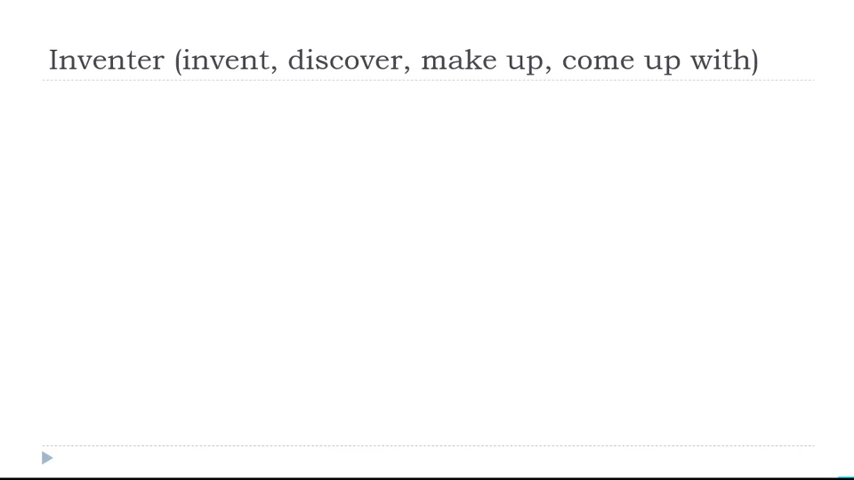 Inventer (invent, discover, make up, come up with)